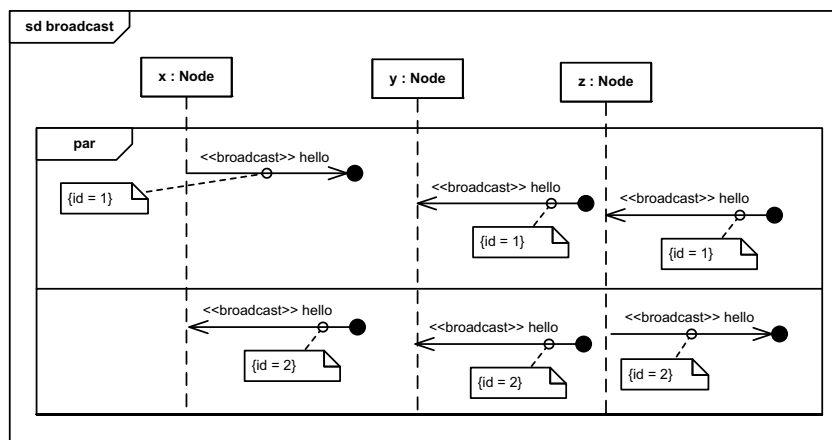 sd broadcast
x : Node
y : Node
z : Node
par
<<broadcast>> hello
{id = 1}
<<broadcast>> hello
{id = 1}
<<broadcast>> hello
{id = 1}
<<broadcast>> hello
{id = 2}
<<broadcast>> hello
{id = 2}
<<broadcast>> hello
{id = 2}